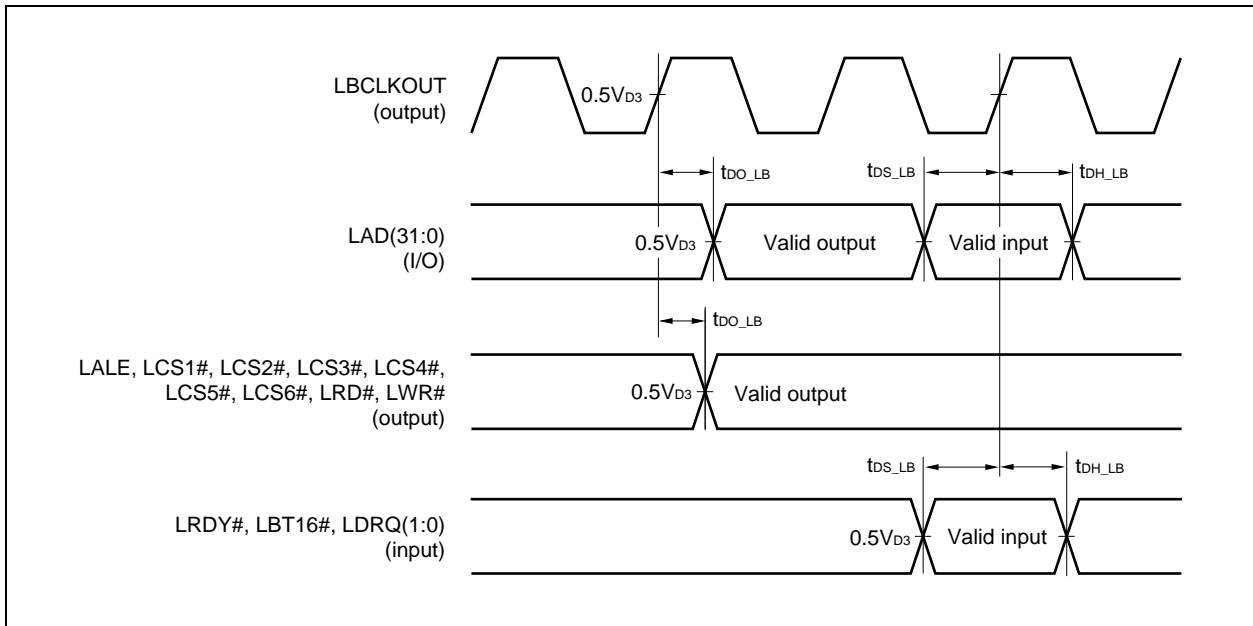 LBCLKOUT
(output)
0.5VD3
tDO_LB
tDS_LB
tDH_LB
LAD(31:0)
(I/O)
0.5VD3
Valid output
Valid input
tDO_LB
LALE, LCS1#, LCS2#, LCS3#, LCS4#,
LCS5#, LCS6#, LRD#, LWR#
(output)
0.5VD3
Valid output
tDS_LB
tDH_LB
LRDY#, LBT16#, LDRQ(1:0)
(input)
0.5VD3
Valid input